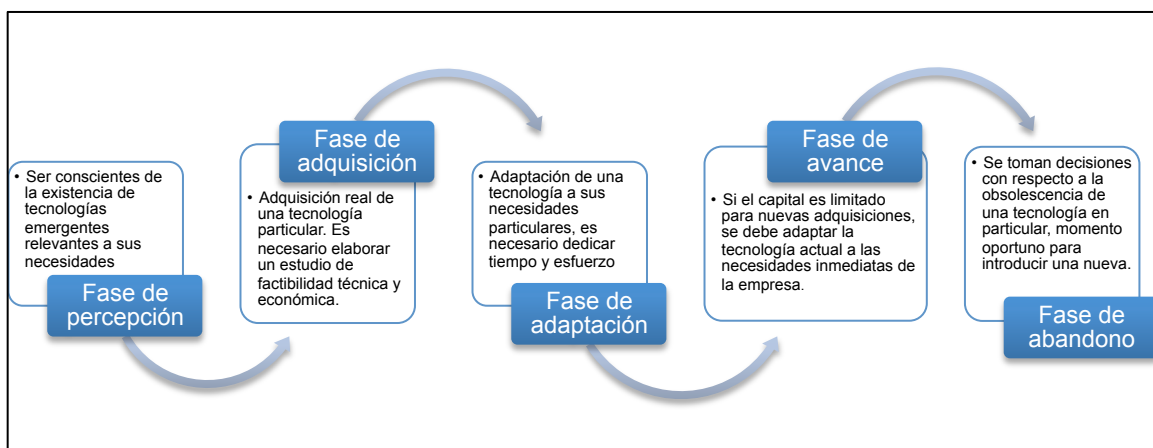 • Ser conscientes de
la existencia de
tecnologías
emergentes
relevantes a sus
necesidades
Fase de
percepción
Fase de
adquisición
• Adquisición real de
una tecnología
particular. Es
necesario elaborar
un estudio de
factibilidad técnica y
económica.
• Adaptación de una
tecnología a sus
necesidades
particulares, es
necesario dedicar
tiempo y esfuerzo
Fase de
adaptación
Fase de
avance
• Si el capital es limitado
para nuevas adquisiciones,
se debe adaptar la
tecnología actual a las
necesidades inmediatas de
la empresa.
• Se toman decisiones
con respecto a la
obsolescencia de
una tecnología en
particular, momento
oportuno para
introducir una nueva.
Fase de
abandono